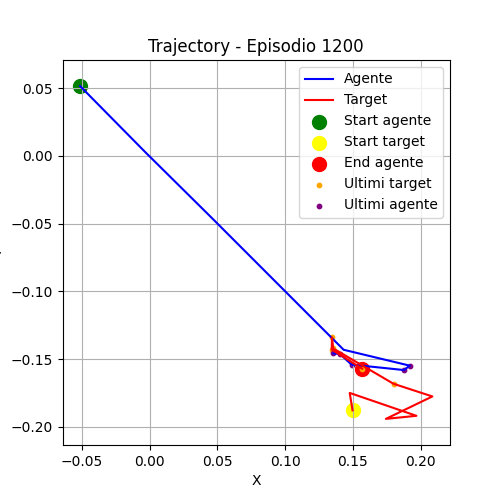 Trajectory - Episodio 1200
Agente
Target
Start agente
Start target
End agente
Ultimi target
Ultimi agente
0.05
0.00
−0.05
−0.10
−0.15
−0.20
−0.05
0.00
0.05
0.10
0.15
0.20
X